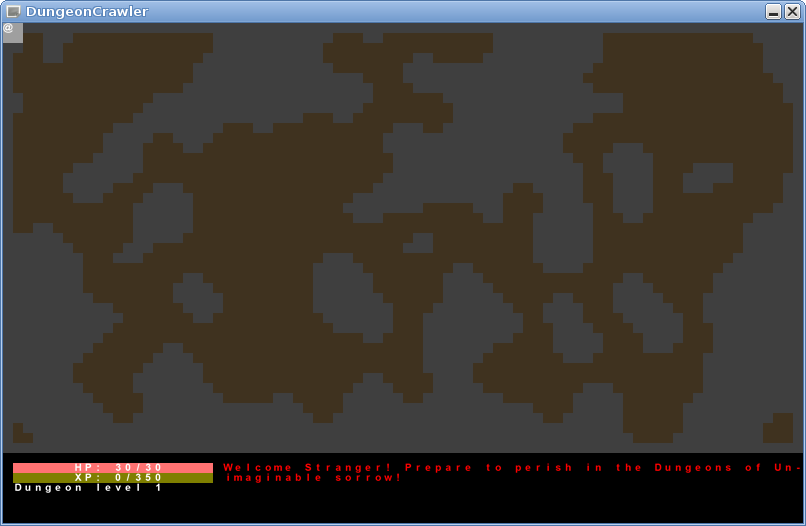 DungeonCrawler
@
HP: 30/30
Welcome Stranger! Prepare to perish in the Dungeons of Un-
XP: 0/350
imaginable sorrow!
Dungeon level 1